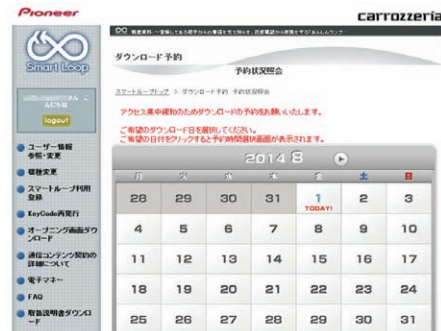 Pioneer
carrozzeria
Smart Loop
ダウンロード予約
予約状況照会
スマートループトップ > ダウンロード予約 予約状況照会
んにちは
logout
アクセス集中緩和のためダウンロードの予約をお願いいたします。
ご希望のダウンロード日を選択してください。
ご希望の日付をクリックすると予約時間選択画面が表示されます。
ユーザー情報
参照・変更
機種変更
スマートループ利用
登録
KeyCode再発行
オープニング画面ダウ
ンロード
通信コンテンツ契約の
詳細について
電子マネー
FAQ
取扱説明書ダウンロ
ード
2014 8
月 火 水 木 金 土 日
28 29 30 31 1 2 3
TODAY!
4 5 6 7 8 9 10
11 12 13 14 15 16 17
18 19 20 21 22 23 24
25 26 27 28 29 30 31